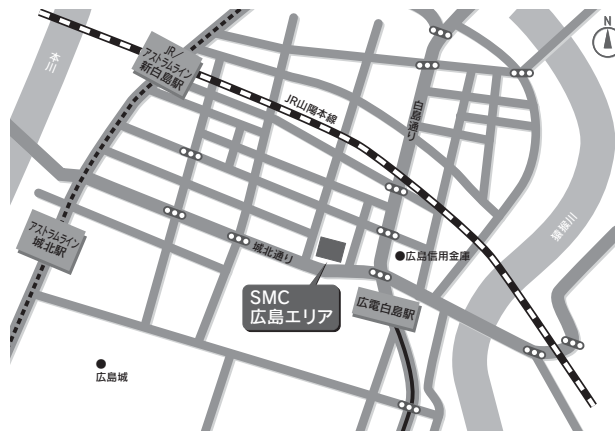 N
本川
JR/
アストラムライン
新白島駅
JR山陽本線
白島通り
猿猴川
アストラムライン
城北駅
城北通り
広島信用金庫
SMC
広島エリア
広電白島駅
広島城